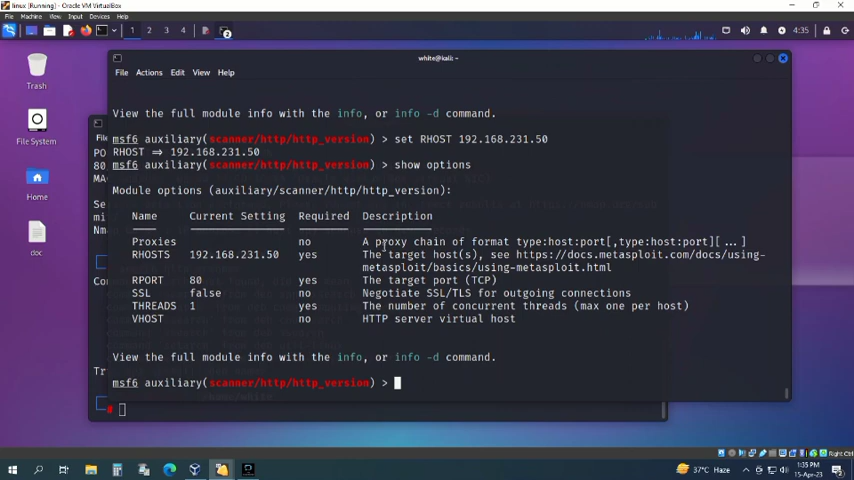 linux [Running] - Oracle VM VirtualBox
File Machine View Input Devices Help
1 2 3 4
4:35
white@kali: ~
File Actions Edit View Help
Trash
File System
Home
doc
View the full module info with the info, or info -d command.
msf6 auxiliary(scanner/http/http_version) > set RHOST 192.168.231.50
RHOST => 192.168.231.50
msf6 auxiliary(scanner/http/http_version) > show options
Module options (auxiliary/scanner/http/http_version):
Name Current Setting Required Description
Proxies no A proxy chain of format type:host:port[,type:host:port][ ... ]
RHOSTS 192.168.231.50 yes The target host(s), see https://docs.metasploit.com/docs/using-
metasploit/basics/using-metasploit.html
RPORT 80 yes The target port (TCP)
SSL false no Negotiate SSL/TLS for outgoing connections
THREADS 1 yes The number of concurrent threads (max one per host)
VHOST no HTTP server virtual host
View the full module info with the info, or info -d command.
msf6 auxiliary(scanner/http/http_version) >
#
Right Ctrl
37°C Haze
1:35 PM
15-Apr-23